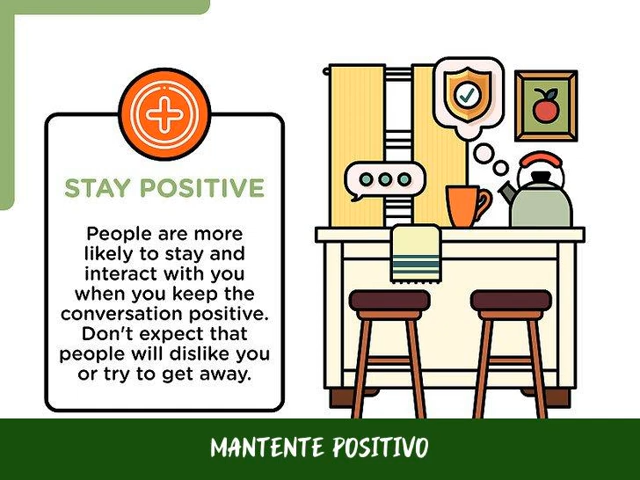 STAY POSITIVE
People are more
likely to stay and
interact with you
when you keep the
conversation positive.
Don't expect that
people will dislike you
or try to get away.
MANTENTE POSITIVO